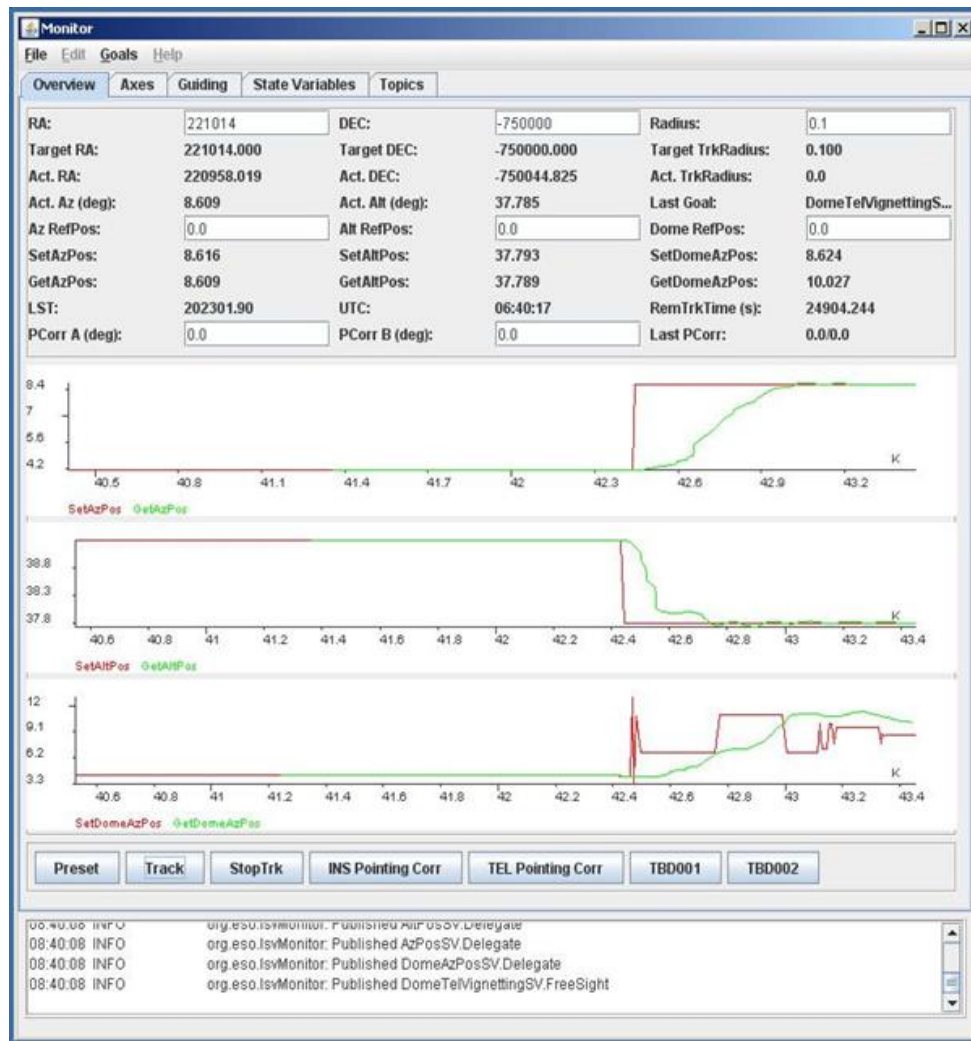 Monitor
File Edit Goals Help
Overview Axes Guiding State Variables Topics
RA: 221014 DEC: -750000 Radius: 0.1
Target RA: 221014.000 Target DEC: -750000.000 Target TrkRadius: 0.100
Act. RA: 220958.019 Act. DEC: -750044.825 Act. TrkRadius: 0.0
Act. Az (deg): 8.609 Act. Alt (deg): 37.785 Last Goal: DomeTelVignettingS...
Az RefPos: 0.0 Alt RefPos: 0.0 Dome RefPos: 0.0
SetAzPos: 8.616 SetAltPos: 37.793 SetDomeAzPos: 8.624
GetAzPos: 8.609 GetAltPos: 37.789 GetDomeAzPos: 10.027
LST: 202301.90 UTC: 06:40:17 RemTrkTime (s): 24904.244
PCorr A (deg): 0.0 PCorr B (deg): 0.0 Last PCorr: 0.0/0.0
8.4
7
5.6
4.2
K
40.5 40.8 41.1 41.4 41.7 42 42.3 42.6 42.9 43.2
SetAzPos GetAzPos
38.8
38.3
37.8
K
40.6 40.8 41 41.2 41.4 41.6 41.8 42 42.2 42.4 42.6 42.8 43 43.2 43.4
SetAltPos GetAltPos
12
9.1
6.2
3.3
K
40.6 40.8 41 41.2 41.4 41.6 41.8 42 42.2 42.4 42.6 42.8 43 43.2 43.4
SetDomeAzPos GetDomeAzPos
Preset Track StopTrk INS Pointing Corr TEL Pointing Corr TBD001 TBD002
08:40:08 INFO org.eso.lsvMonitor: Published AltPosSV.Delegate
08:40:08 INFO org.eso.lsvMonitor: Published AzPosSV.Delegate
08:40:08 INFO org.eso.lsvMonitor: Published DomeAzPosSV.Delegate
08:40:08 INFO org.eso.lsvMonitor: Published DomeTelVignettingSV.FreeSight